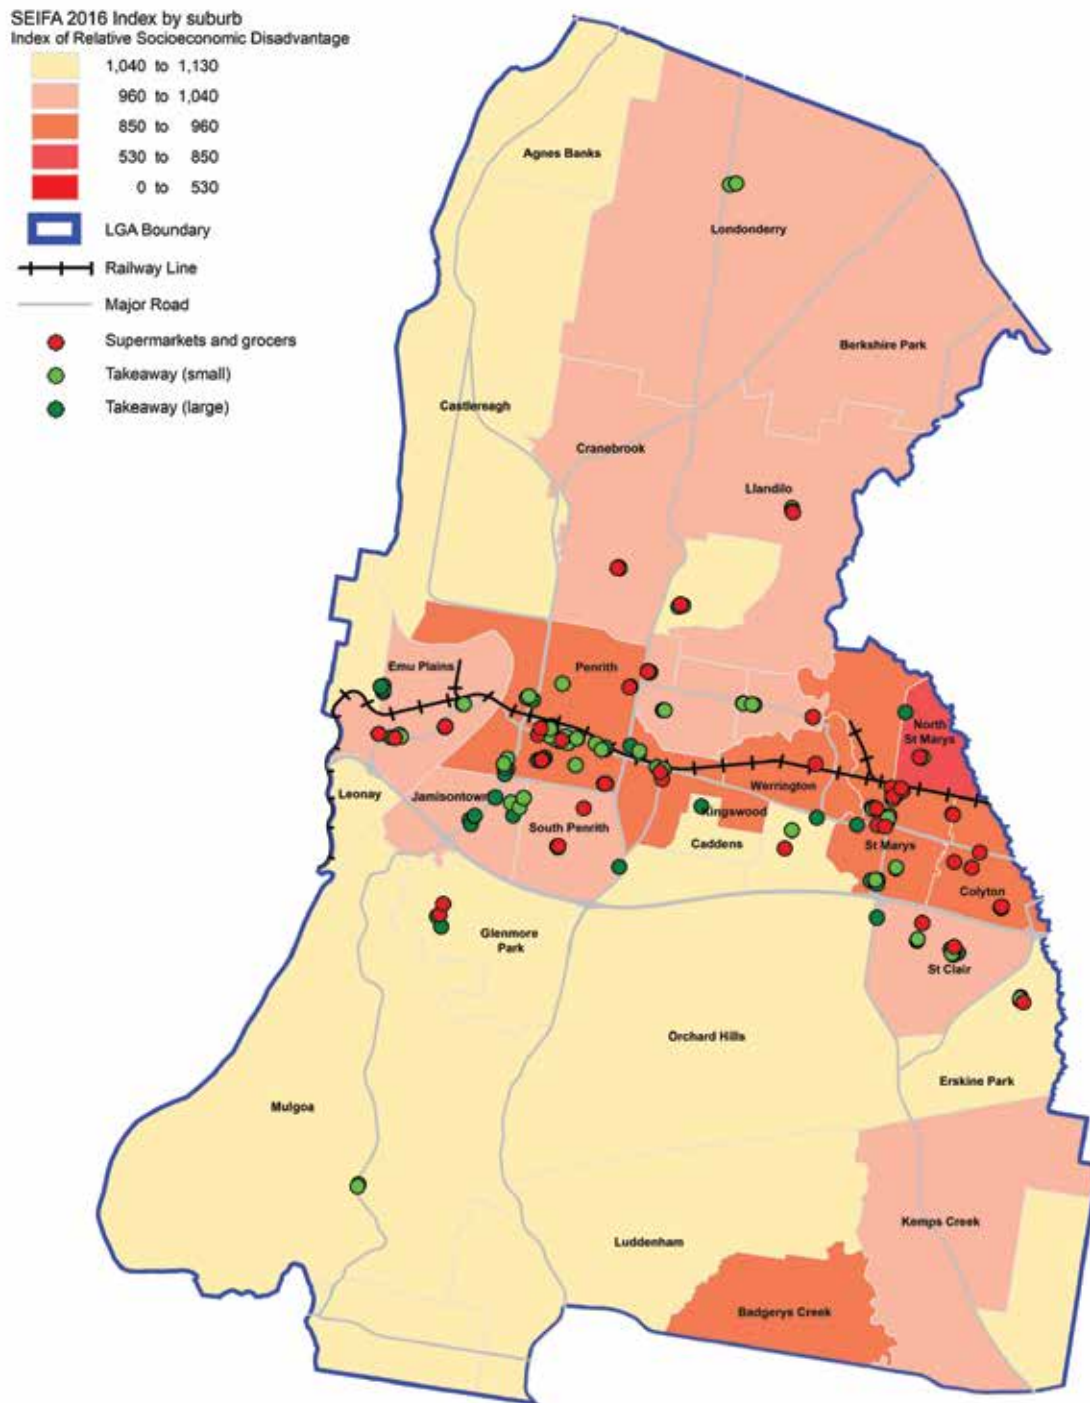 SEIFA 2016 Index by suburb
Index of Relative Socioeconomic Disadvantage
1,040 to 1,130
960 to 1,040
850 to 960
530 to 850
0 to 530
LGA Boundary
Railway Line
Major Road
Supermarkets and grocers
Takeaway (small)
Takeaway (large)
Agnes Banks
Londonderry
Berkshire Park
Castlereagh
Cranebrook
Llandilo
Emu Plains
Penrith
North
St Marys
Leonay
Jamisontown
Werrington
Kingswood
South Penrith
Caddens
St Marys
Colyton
Glenmore
Park
St Clair
Orchard Hills
Erskine Park
Mulgoa
Kemps Creek
Luddenham
Badgerys Creek